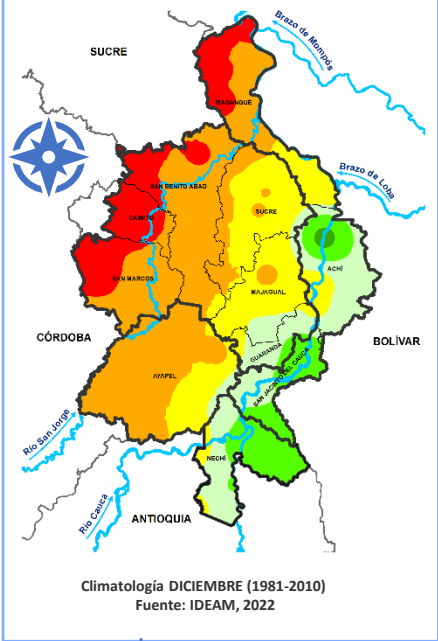 SUCRE
Brazo de Mompós
MAGANGUE
Brazo de Loba
SAN BENITO ABAD
SUCRE
CAIMITO
ACHÍ
SAN MARCOS
MAJAGUAL
CÓRDOBA
BOLÍVAR
GUARANDA
AYAPEL
SAN JACINTO DEL CAUCA
Río San Jorge
NECHÍ
Río Cauca
ANTIOQUIA
Climatología DICIEMBRE (1981-2010)
Fuente: IDEAM, 2022